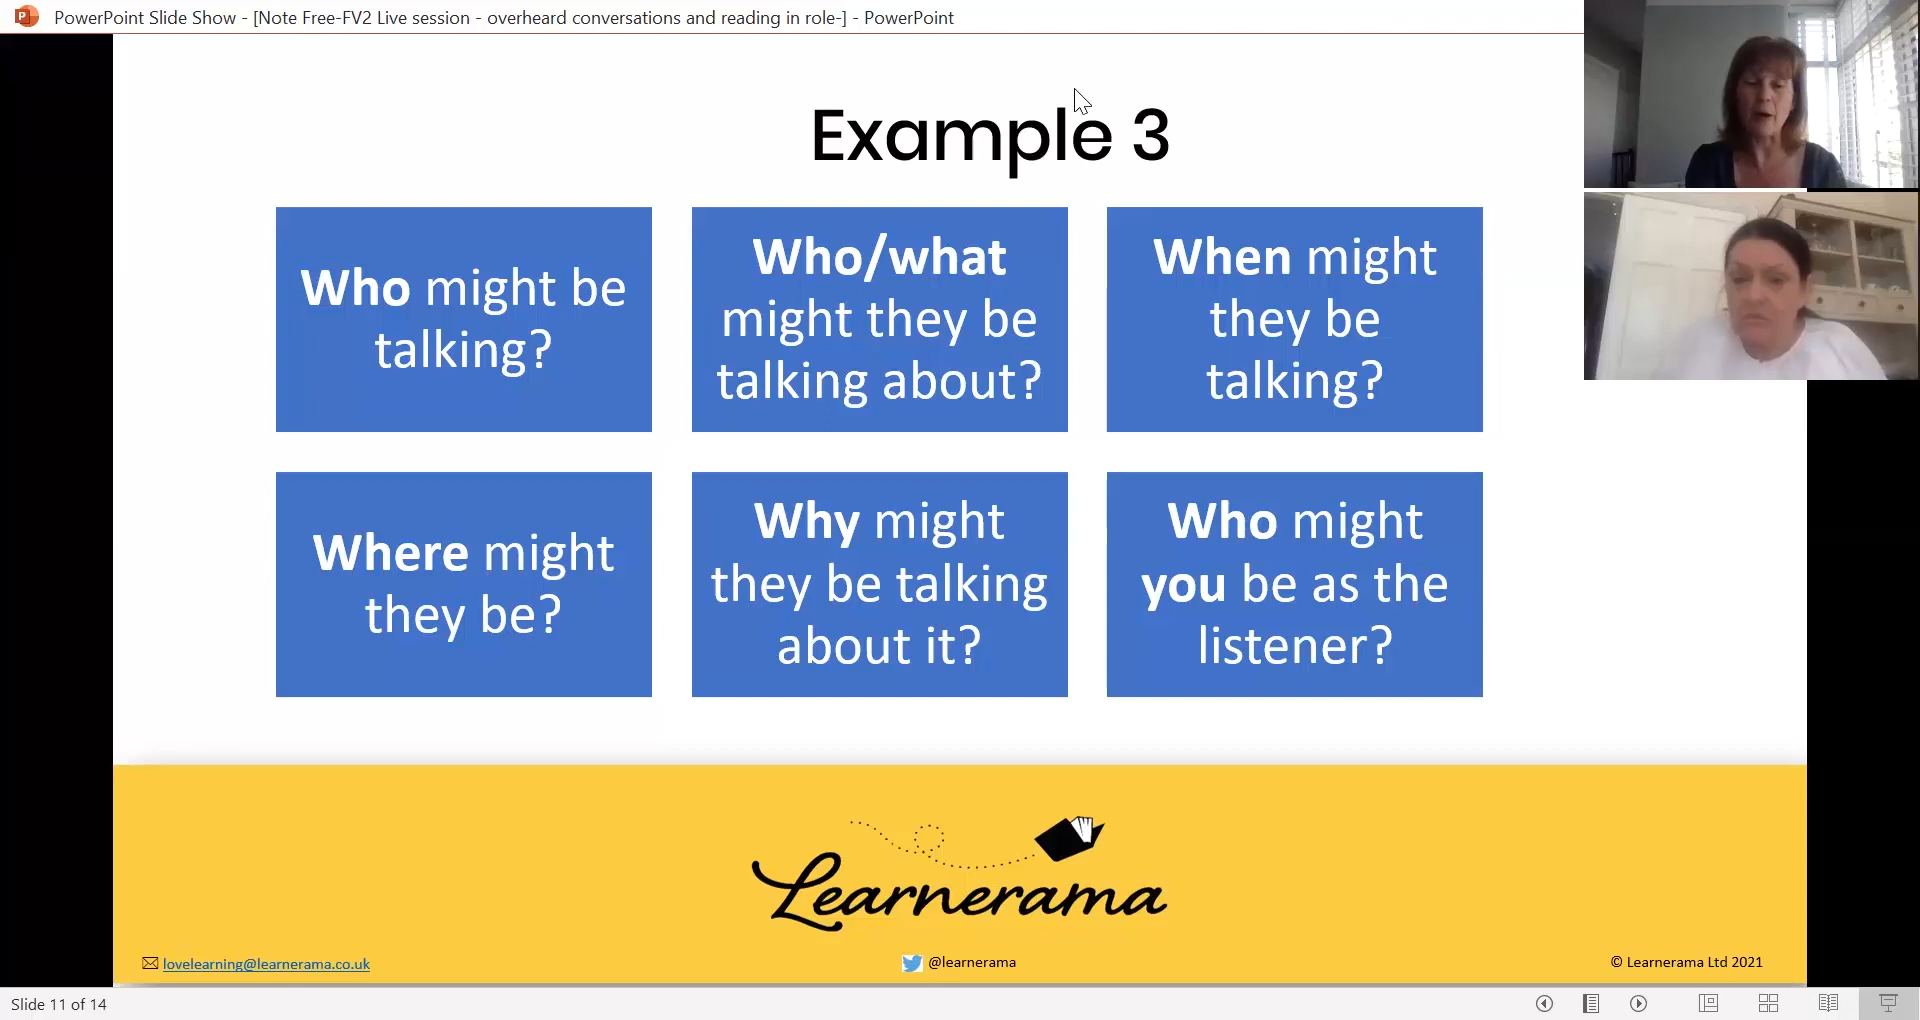 PowerPoint Slide Show - [Note Free-FV2 Live session - overheard conversations and reading in role-] - PowerPoint
Example 3
Who might be
talking?
Who/what
might they be
talking about?
When might
they be
talking?
Where might
they be?
Why might
they be talking
about it?
Who might
you be as the
listener?
Learnerama
lovelearning@learnerama.co.uk
@learnerama
© Learnerama Ltd 2021
Slide 11 of 14